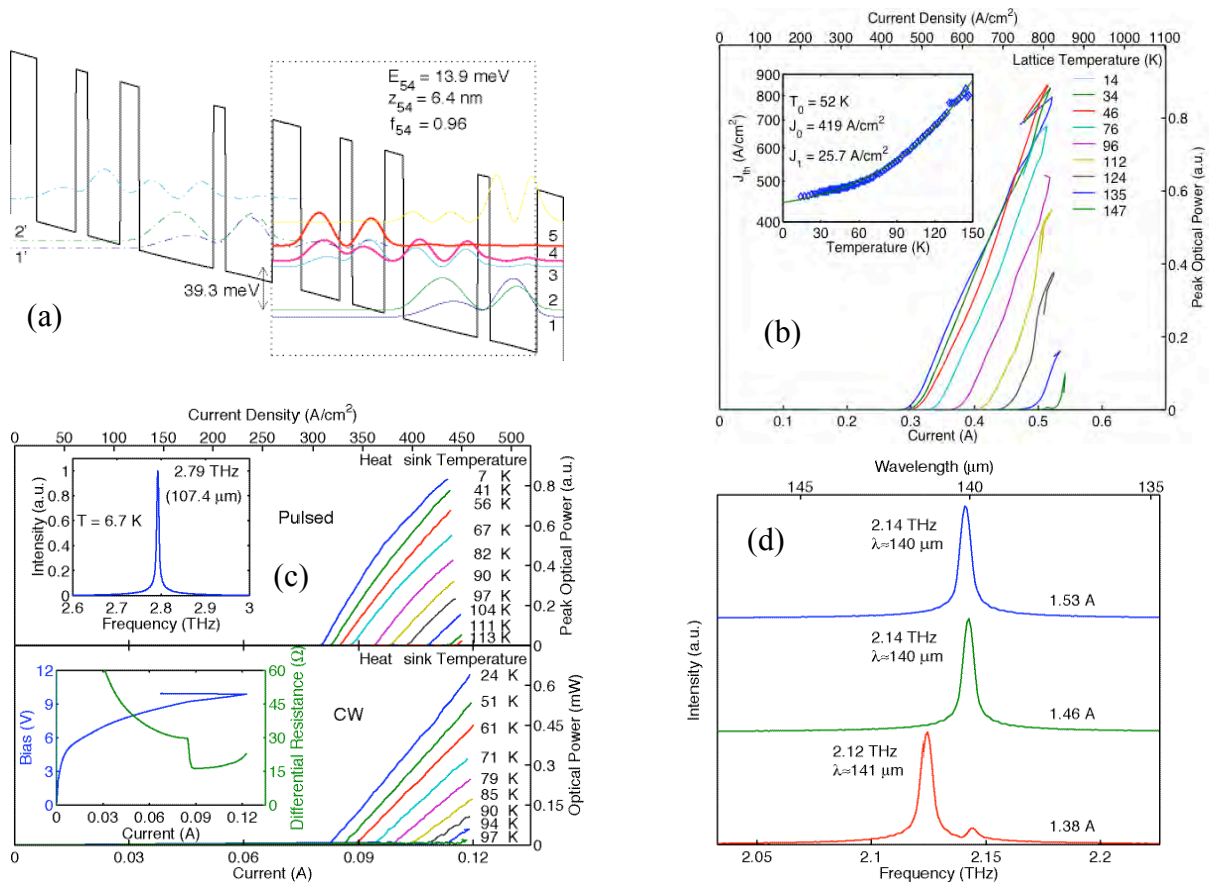 E54 = 13.9 meV
z54 = 6.4 nm
f54 = 0.96
2'
1'
39.3 meV
5
4
3
2
1
(a)
Current Density (A/cm2)
0 100 200 300 400 500 600 700 800 900 1000 1100
Lattice Temperature (K)
14
34
46
76
96
112
124
135
147
900
800
700
600
500
400
Jth (A/cm2)
T0 = 52 K
J0 = 419 A/cm2
J1 = 25.7 A/cm2
0 30 60 90 120 150
Temperature (K)
(b)
0.8
0.6
0.4
0.2
0
Peak Optical Power (a.u.)
0 0.1 0.2 0.3 0.4 0.5 0.6
Current (A)
Current Density (A/cm2)
0 50 100 150 200 250 300 350 400 450 500
Heat sink Temperature
7 K
41 K
56 K
67 K
82 K
90 K
97 K
104 K
111 K
113 K
Pulsed
(c)
0.8
0.6
0.4
0.2
0
Peak Optical Power (a.u.)
1
0.8
0.6
0.4
0.2
0
Intensity (a.u.)
2.79 THz
(107.4 μm)
T = 6.7 K
2.6 2.7 2.8 2.9 3
Frequency (THz)
Heat sink Temperature
24 K
51 K
61 K
71 K
79 K
85 K
90 K
94 K
97 K
CW
0.6
0.45
0.3
0.15
0
Optical Power (mW)
12
9
6
3
0
Bias (V)
60
45
30
15
0
Differential Resistance (Ω)
0 0.03 0.06 0.09 0.12
Current (A)
0 0.03 0.06 0.09 0.12
Current (A)
Wavelength (μm)
145 140 135
(d)
2.14 THz
λ≈140 μm
1.53 A
2.14 THz
λ≈140 μm
1.46 A
2.12 THz
λ≈141 μm
1.38 A
Intensity (a.u.)
2.05 2.1 2.15 2.2
Frequency (THz)